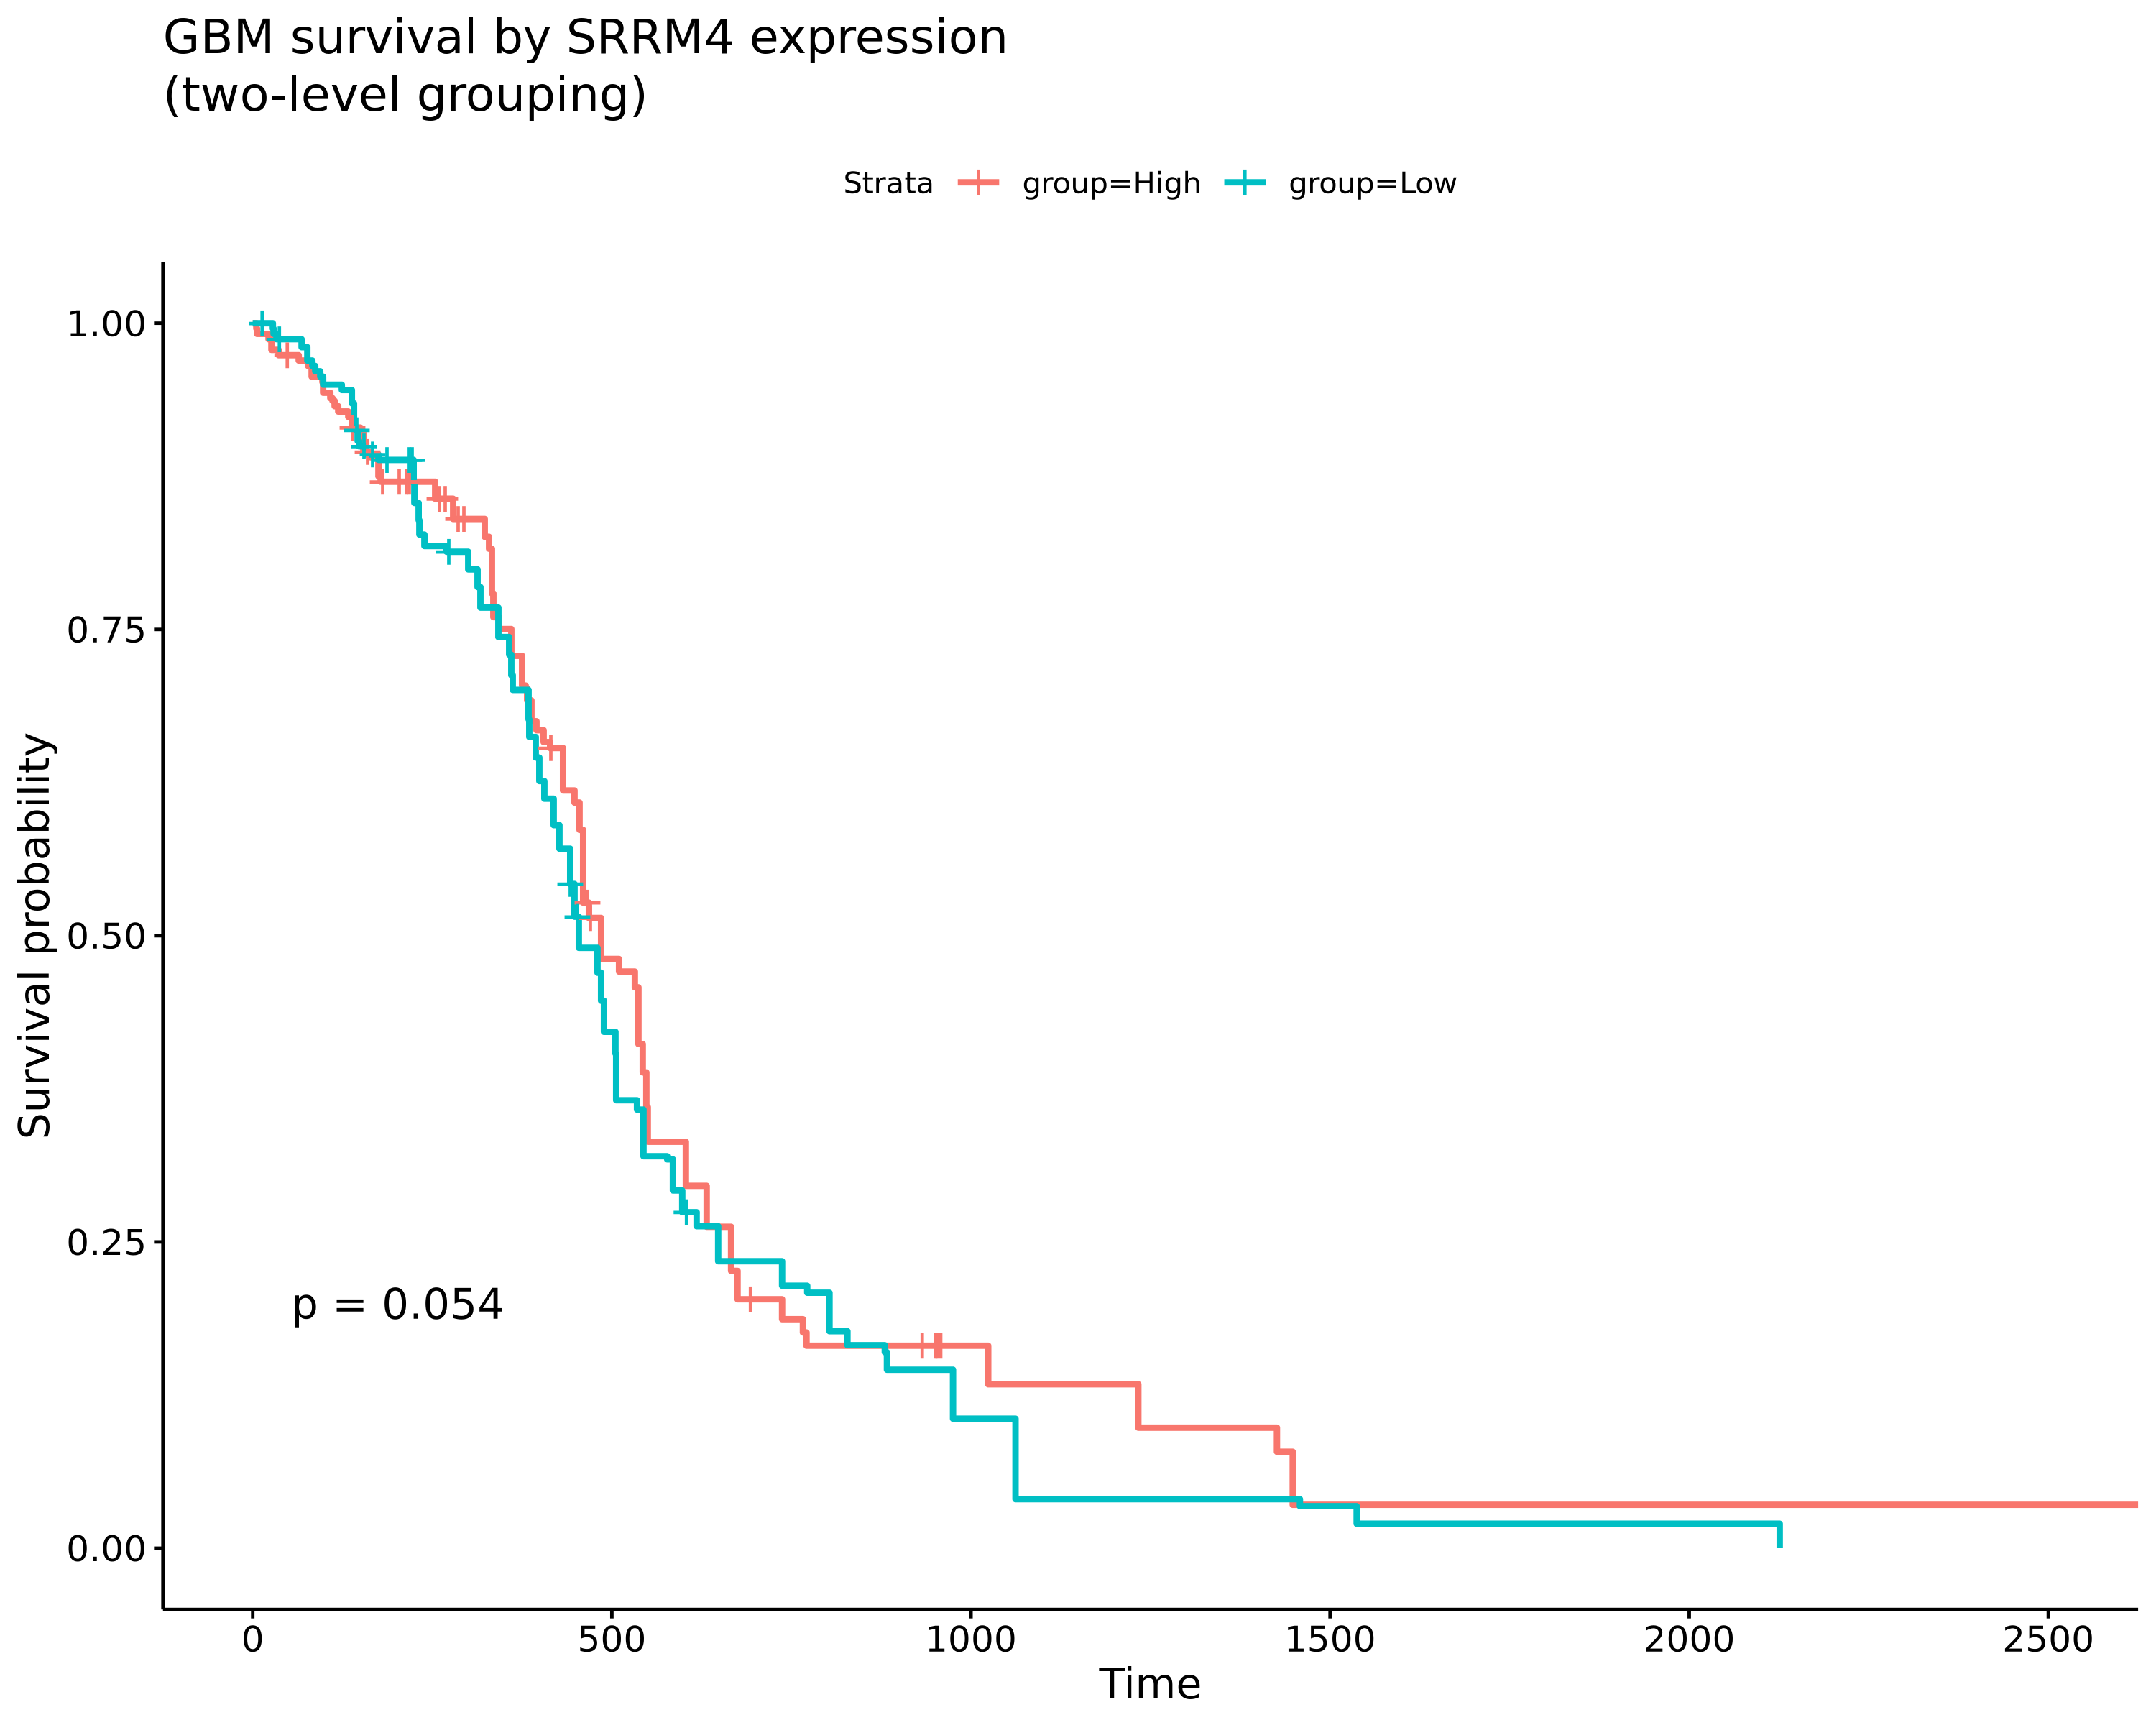 GBM survival by SRRM4 expression
(two-level grouping)
Strata group=High group=Low
1.00
0.75
0.50
0.25
0.00
Survival probability
p = 0.054
0 500 1000 1500 2000 2500
Time